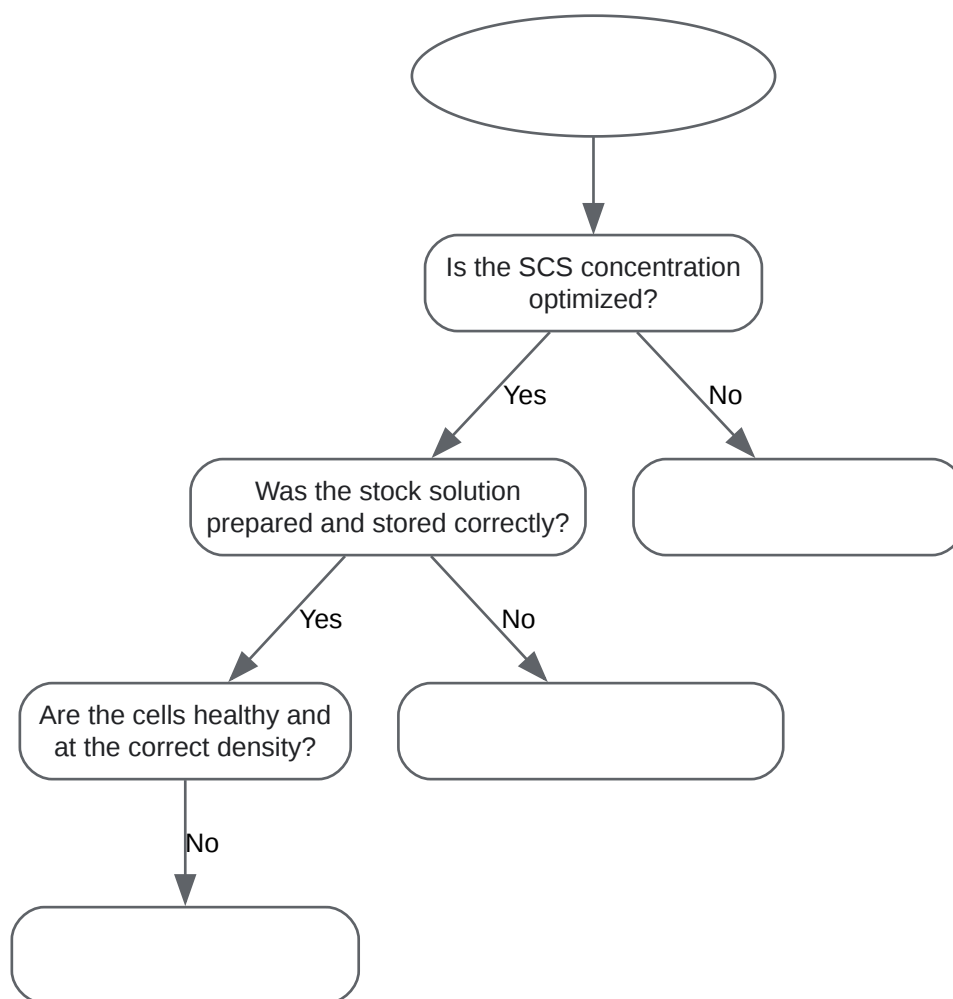 Is the SCS concentration
optimized?
Yes
No
Was the stock solution
prepared and stored correctly?
Yes
No
Are the cells healthy and
at the correct density?
No